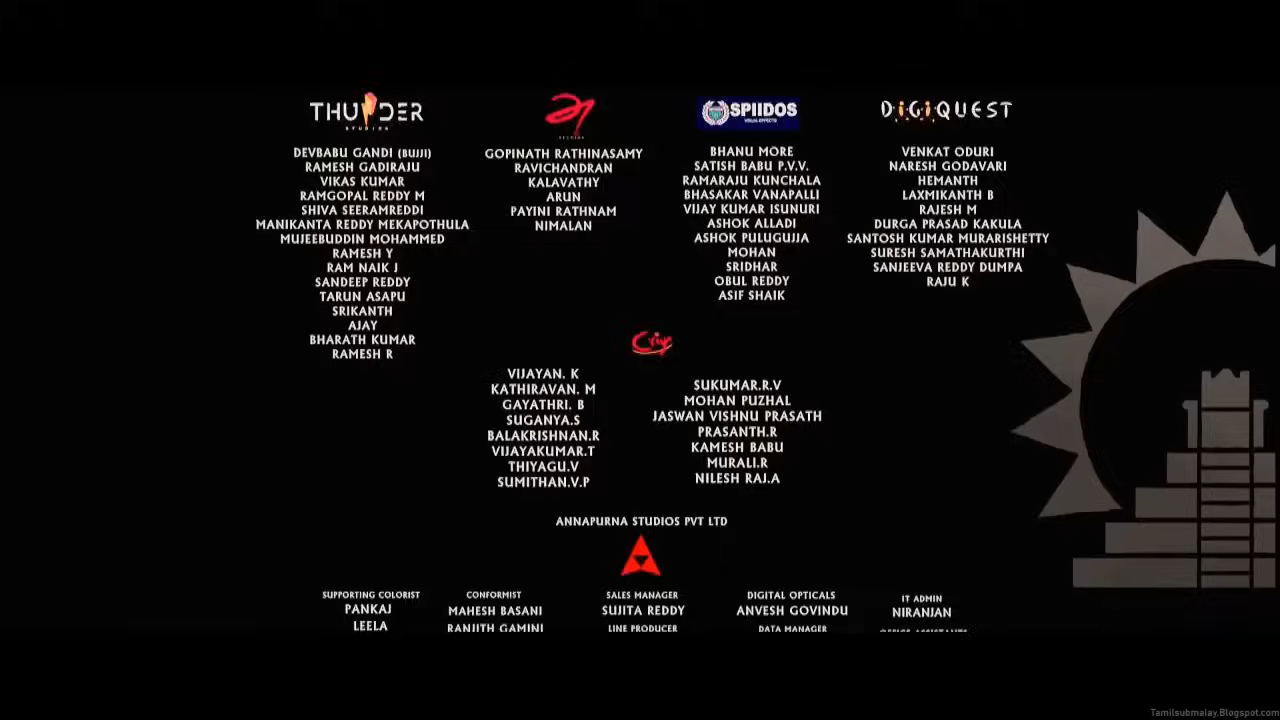 THUNDER
STUDIOS
DEVBABU GANDI (BUJJI)
RAMESH GADIRAJU
VIKAS KUMAR
RAMGOPAL REDDY M
SHIVA SEERAMREDDI
MANIKANTA REDDY MEKAPOTHULA
MUJEEBUDDIN MOHAMMED
RAMESH Y
RAM NAIK J
SANDEEP REDDY
TARUN ASAPU
SRIKANTH
AJAY
BHARATH KUMAR
RAMESH R
GOPINATH RATHINASAMY
RAVICHANDRAN
KALAVATHY
ARUN
PAYINI RATHNAM
NIMALAN
SPIIDOS
VISUAL EFFECTS
BHANU MORE
SATISH BABU P.V.V.
RAMARAJU KUNCHALA
BHASAKAR VANAPALLI
VIJAY KUMAR ISUNURI
ASHOK ALLADI
ASHOK PULUGUJJA
MOHAN
SRIDHAR
OBUL REDDY
ASIF SHAIK
DIGIQUEST
VENKAT ODURI
NARESH GODAVARI
HEMANTH
LAXMIKANTH B
RAJESH M
DURGA PRASAD KAKULA
SANTOSH KUMAR MURARISHETTY
SURESH SAMATHAKURTHI
SANJEEVA REDDY DUMPA
RAJU K
VIJAYAN. K
KATHIRAVAN. M
GAYATHRI. B
SUGANYA.S
BALAKRISHNAN.R
VIJAYAKUMAR.T
THIYAGU.V
SUMITHAN.V.P
SUKUMAR.R.V
MOHAN PUZHAL
JASWAN VISHNU PRASATH
PRASANTH.R
KAMESH BABU
MURALI.R
NILESH RAJ.A
ANNAPURNA STUDIOS PVT LTD
SUPPORTING COLORIST
PANKAJ
LEELA
CONFORMIST
MAHESH BASANI
RANJITH GAMINI
SALES MANAGER
SUJITA REDDY
LINE PRODUCER
DIGITAL OPTICALS
ANVESH GOVINDU
DATA MANAGER
IT ADMIN
NIRANJAN
OFFICE ASSISTANTS
Tamilsubmalay.Blogspot.com